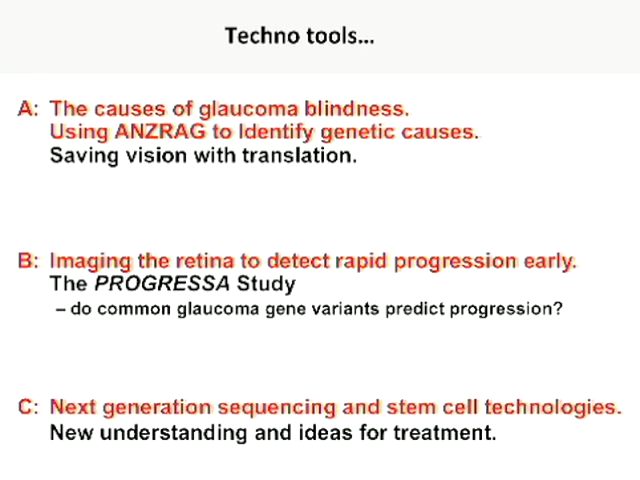 Techno tools...
A: The causes of glaucoma blindness.
Using ANZRAG to Identify genetic causes.
Saving vision with translation.
B: Imaging the retina to detect rapid progression early.
The PROGRESSA Study
– do common glaucoma gene variants predict progression?
C: Next generation sequencing and stem cell technologies.
New understanding and ideas for treatment.